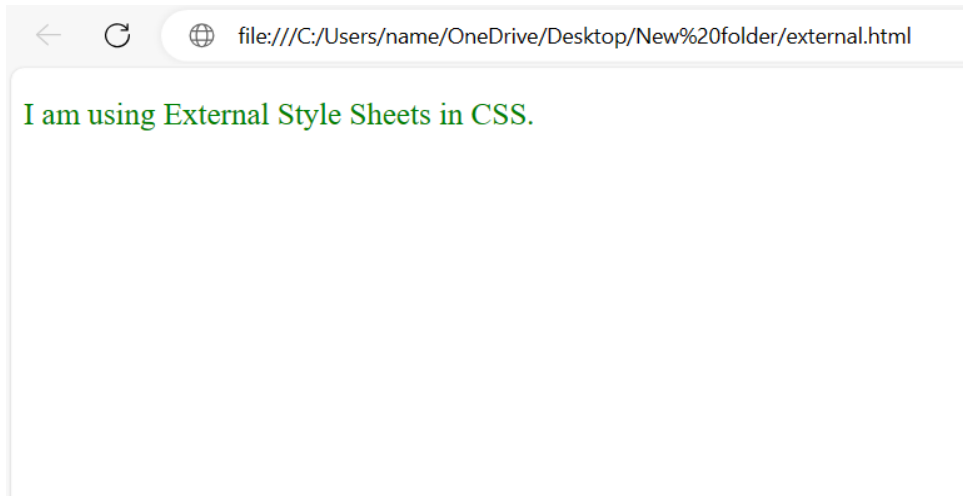 file:///C:/Users/name/OneDrive/Desktop/New%20folder/external.html
I am using External Style Sheets in CSS.